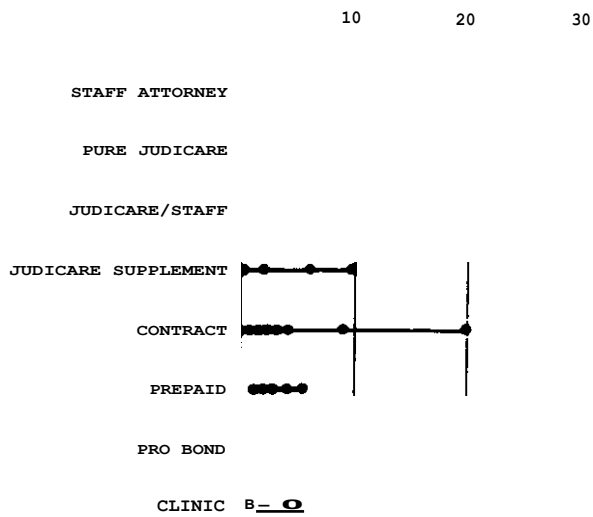 10 20 30
STAFF ATTORNEY
PURE JUDICARE
JUDICARE/STAFF
JUDICARE SUPPLEMENT
CONTRACT
PREPAID
PRO BOND
CLINIC B— O